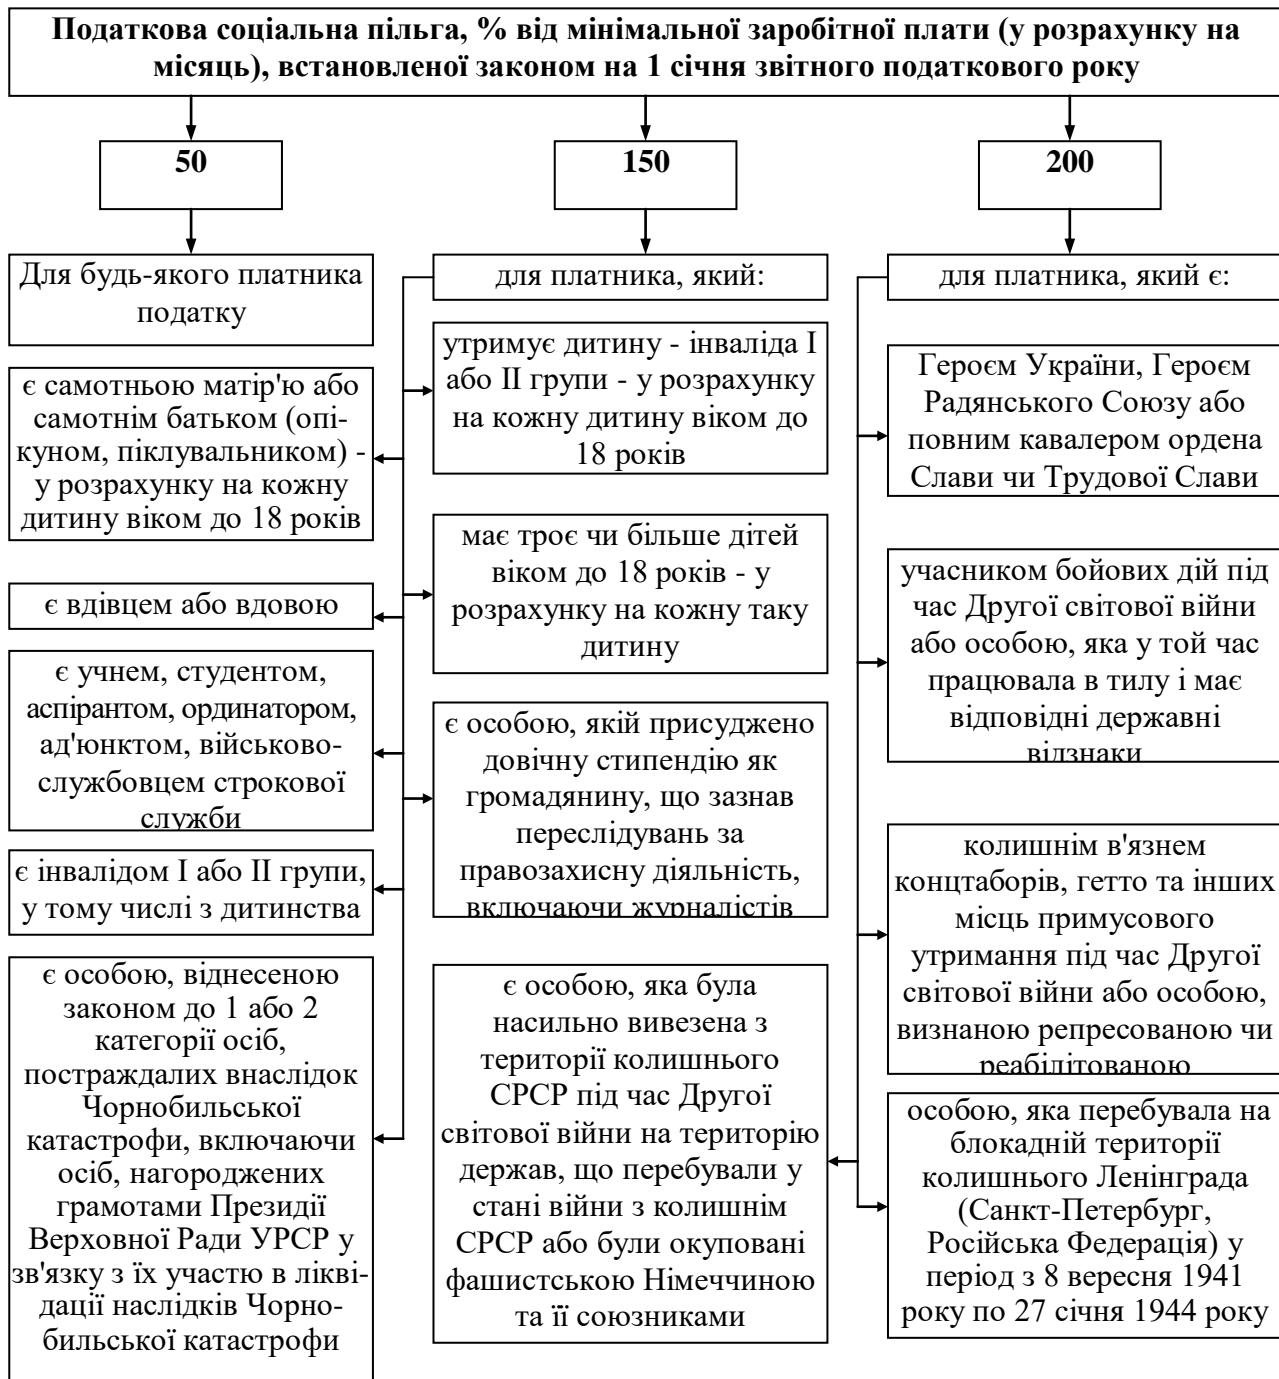 Податкова соціальна пільга, % від мінімальної заробітної плати (у розрахунку на
місяць), встановленої законом на 1 січня звітного податкового року
50
150
200
Для будь-якого платника
податку
є самотньою матір'ю або
самотнім батьком (опі-
куном, піклувальником) -
у розрахунку на кожну
дитину віком до 18 років
є вдівцем або вдовою
є учнем, студентом,
аспірантом, ординатором,
ад'юнктом, військово-
службовцем строкової
служби
є інвалідом І або ІІ групи,
у тому числі з дитинства
є особою, віднесеною
законом до 1 або 2
категорії осіб,
постраждалих внаслідок
Чорнобильської
катастрофи, включаючи
осіб, нагороджених
грамотами Президії
Верховної Ради УРСР у
зв'язку з їх участю в лікві-
дації наслідків Чорно-
бильської катастрофи
для платника, який:
утримує дитину - інваліда І
або ІІ групи - у розрахунку
на кожну дитину віком до
18 років
має троє чи більше дітей
віком до 18 років - у
розрахунку на кожну таку
дитину
є особою, якій присуджено
довічну стипендію як
громадянину, що зазнав
переслідувань за
правозахисну діяльність,
включаючи журналістів
є особою, яка була
насильно вивезена з
території колишнього
СРСР під час Другої
світової війни на територію
держав, що перебували у
стані війни з колишнім
СРСР або були окуповані
фашистською Німеччиною
та її союзниками
для платника, який є:
Героєм України, Героєм
Радянського Союзу або
повним кавалером ордена
Слави чи Трудової Слави
учасником бойових дій під
час Другої світової війни
або особою, яка у той час
працювала в тилу і має
відповідні державні
відзнаки
колишнім в'язнем
концтаборів, гетто та інших
місць примусового
утримання під час Другої
світової війни або особою,
визнаною репресованою чи
реабілітованою
особою, яка перебувала на
блокадній території
колишнього Ленінграда
(Санкт-Петербург,
Російська Федерація) у
період з 8 вересня 1941
року по 27 січня 1944 року